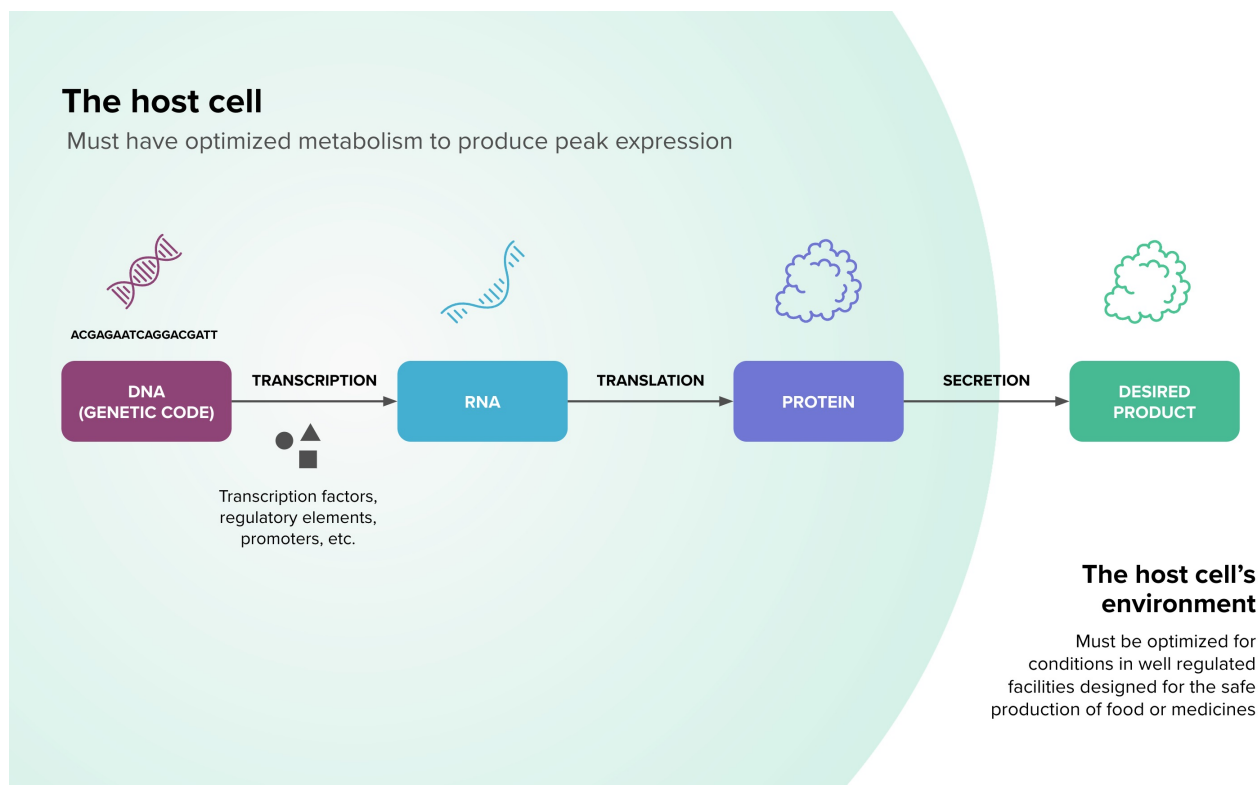 The host cell
Must have optimized metabolism to produce peak expression
ACGAGAATCAGGACGATT
DNA
(GENETIC CODE)
TRANSCRIPTION
RNA
TRANSLATION
PROTEIN
SECRETION
DESIRED
PRODUCT
Transcription factors,
regulatory elements,
promoters, etc.
The host cell’s
environment
Must be optimized for
conditions in well regulated
facilities designed for the safe
production of food or medicines